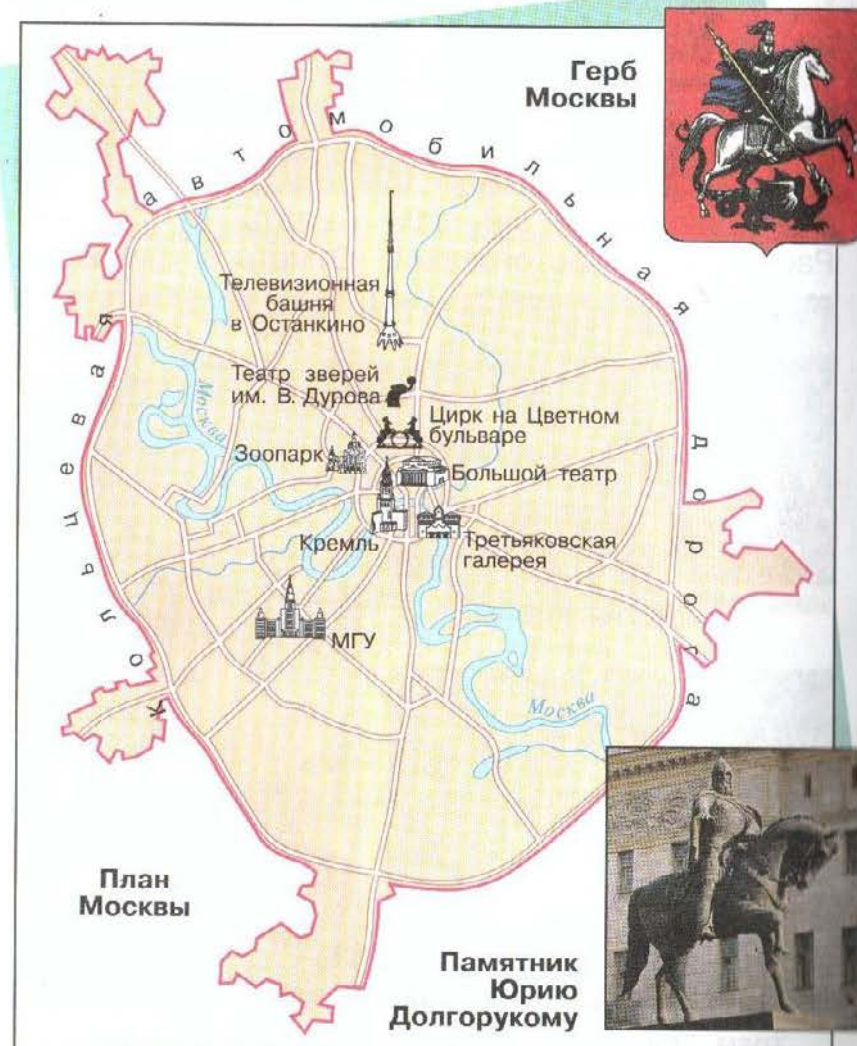 Герб
Москвы
Кольцевая автомобильная дорога
Телевизионная
башня
в Останкино
Театр зверей
им. В. Дурова
Цирк на Цветном
бульваре
Москва
Зоопарк
Большой театр
Кремль
Третьяковская
галерея
МГУ
Москва
План
Москвы
Памятник
Юрию
Долгорукому